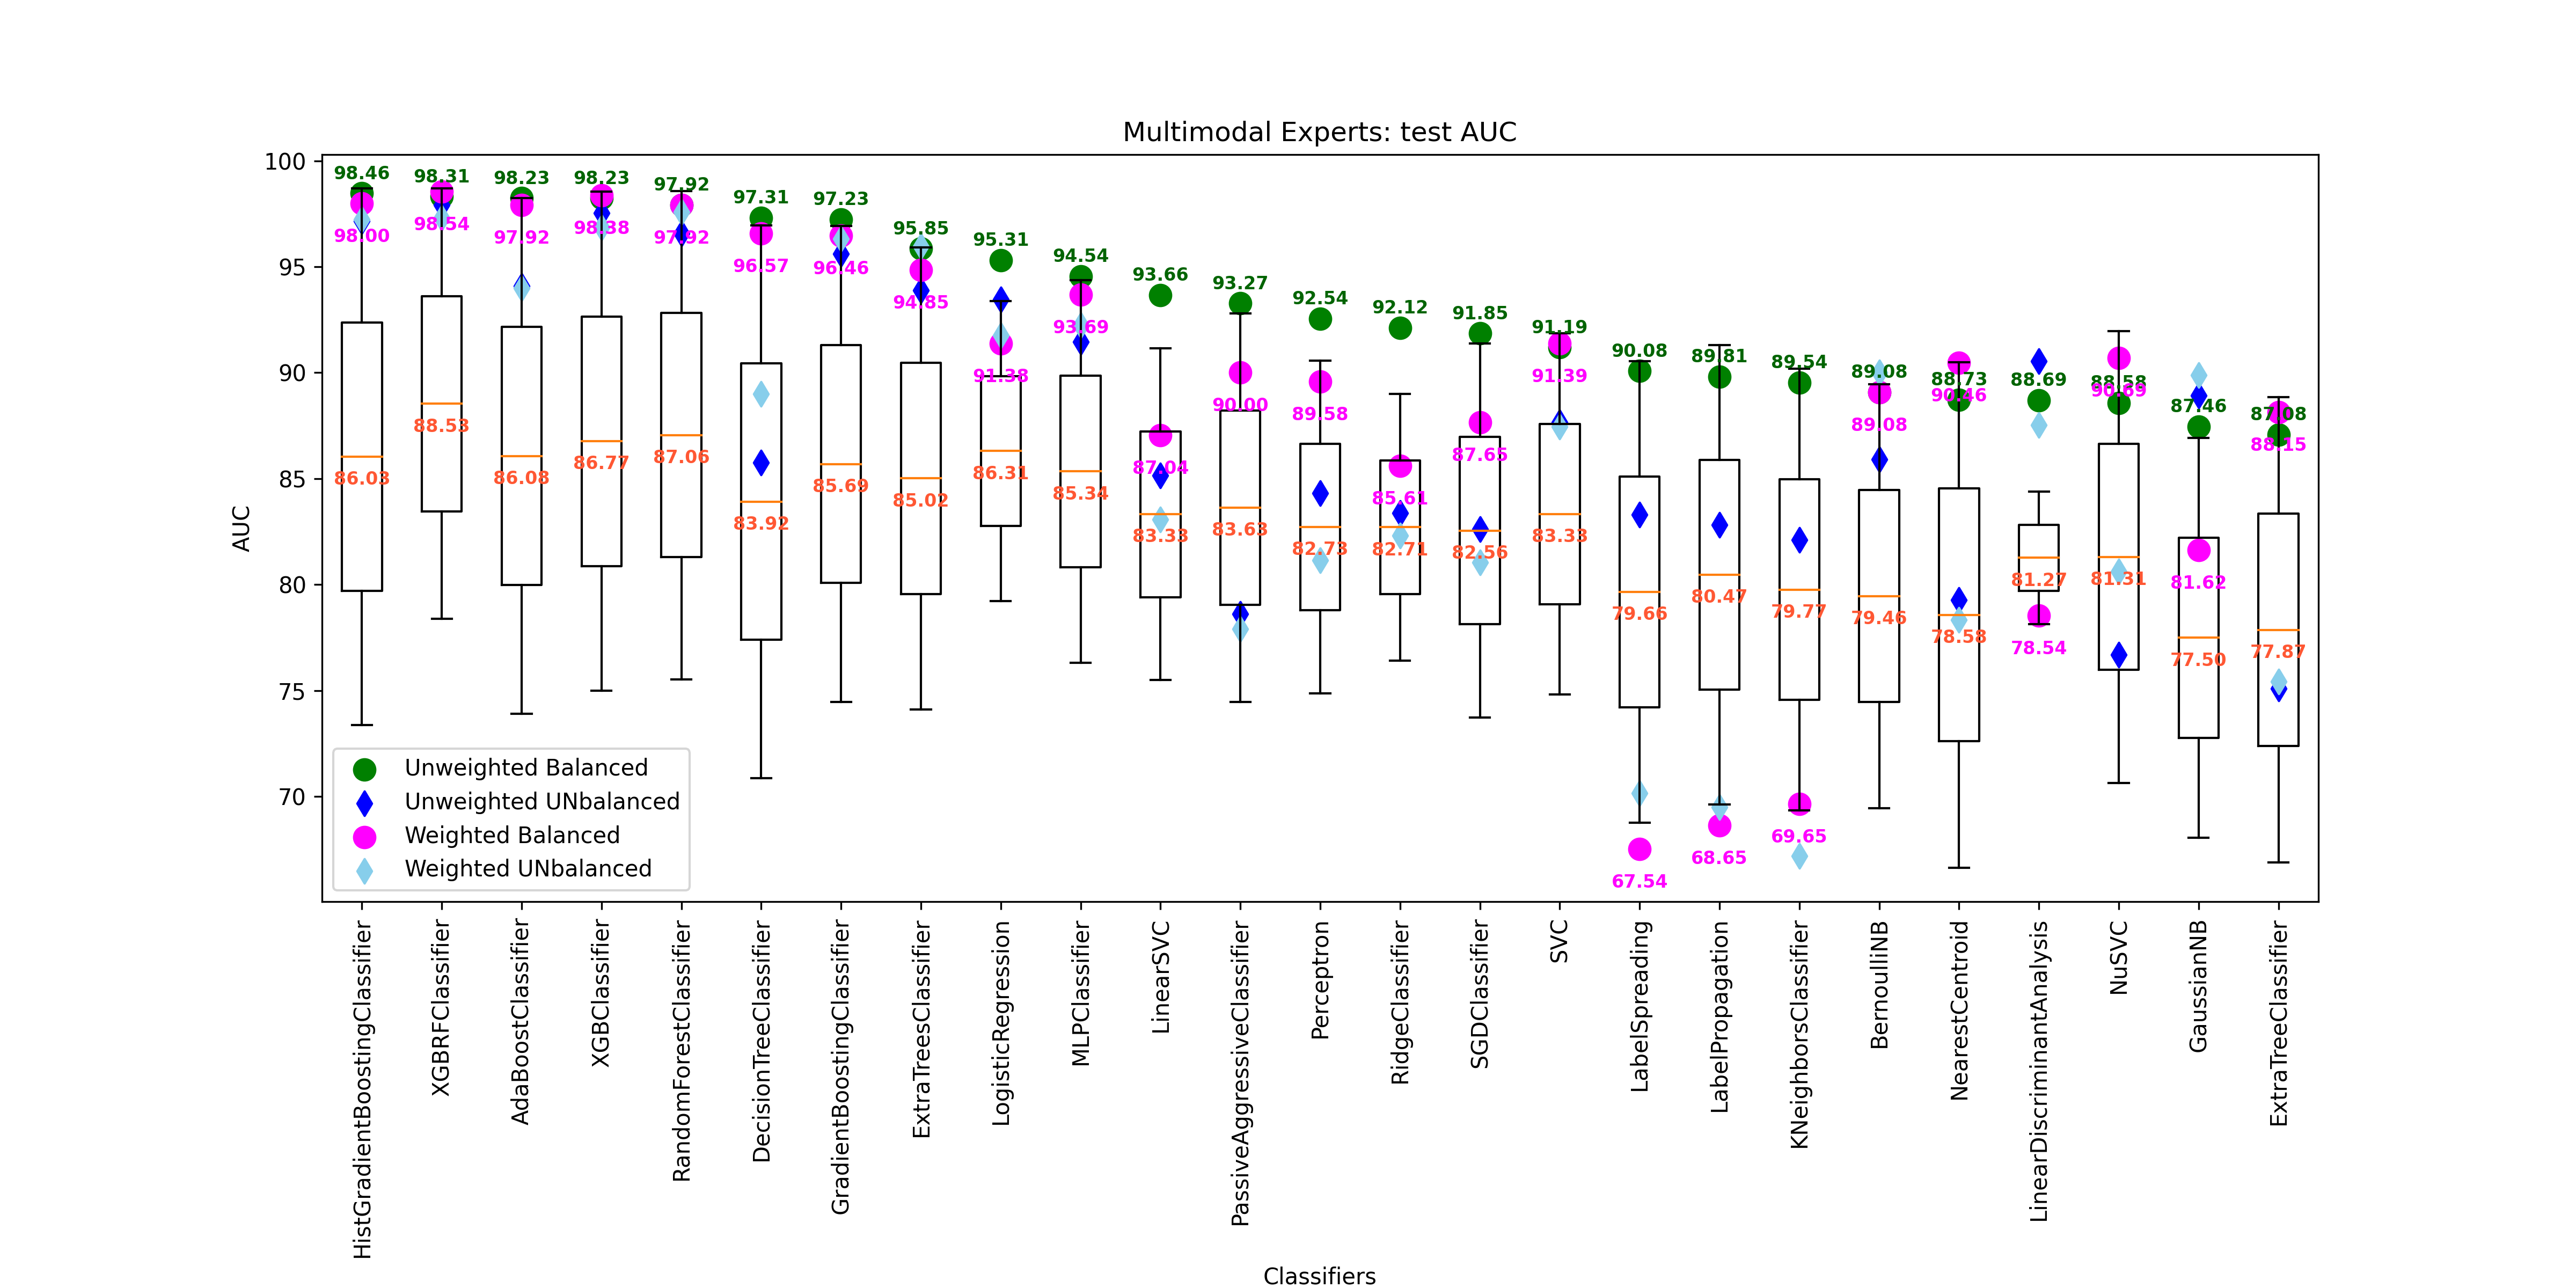 Multimodal Experts: test AUC
AUC
100
95
90
85
80
75
70
98.46
98.31
98.23
98.23
97.92
97.31
97.23
95.85
95.31
94.54
93.66
93.27
92.54
92.12
91.85
91.19
90.08
89.81
89.54
89.08
88.73
88.69
88.58
87.46
87.08
98.00
98.54
97.92
98.38
97.92
96.57
96.46
94.85
91.38
93.69
87.04
90.00
89.58
85.61
87.65
91.39
67.54
68.65
69.65
89.08
90.46
78.54
90.69
81.62
88.15
86.03
88.53
86.08
86.77
87.06
83.92
85.69
85.02
86.31
85.34
83.33
83.63
82.73
82.71
82.56
83.33
79.66
80.47
79.77
79.46
78.58
81.27
81.31
77.50
77.87
Unweighted Balanced
Unweighted UNbalanced
Weighted Balanced
Weighted UNbalanced
HistGradientBoostingClassifier
XGBRFClassifier
AdaBoostClassifier
XGBClassifier
RandomForestClassifier
DecisionTreeClassifier
GradientBoostingClassifier
ExtraTreesClassifier
LogisticRegression
MLPClassifier
LinearSVC
PassiveAggressiveClassifier
Perceptron
RidgeClassifier
SGDClassifier
SVC
LabelSpreading
LabelPropagation
KNeighborsClassifier
BernoulliNB
NearestCentroid
LinearDiscriminantAnalysis
NuSVC
GaussianNB
ExtraTreeClassifier
Classifiers